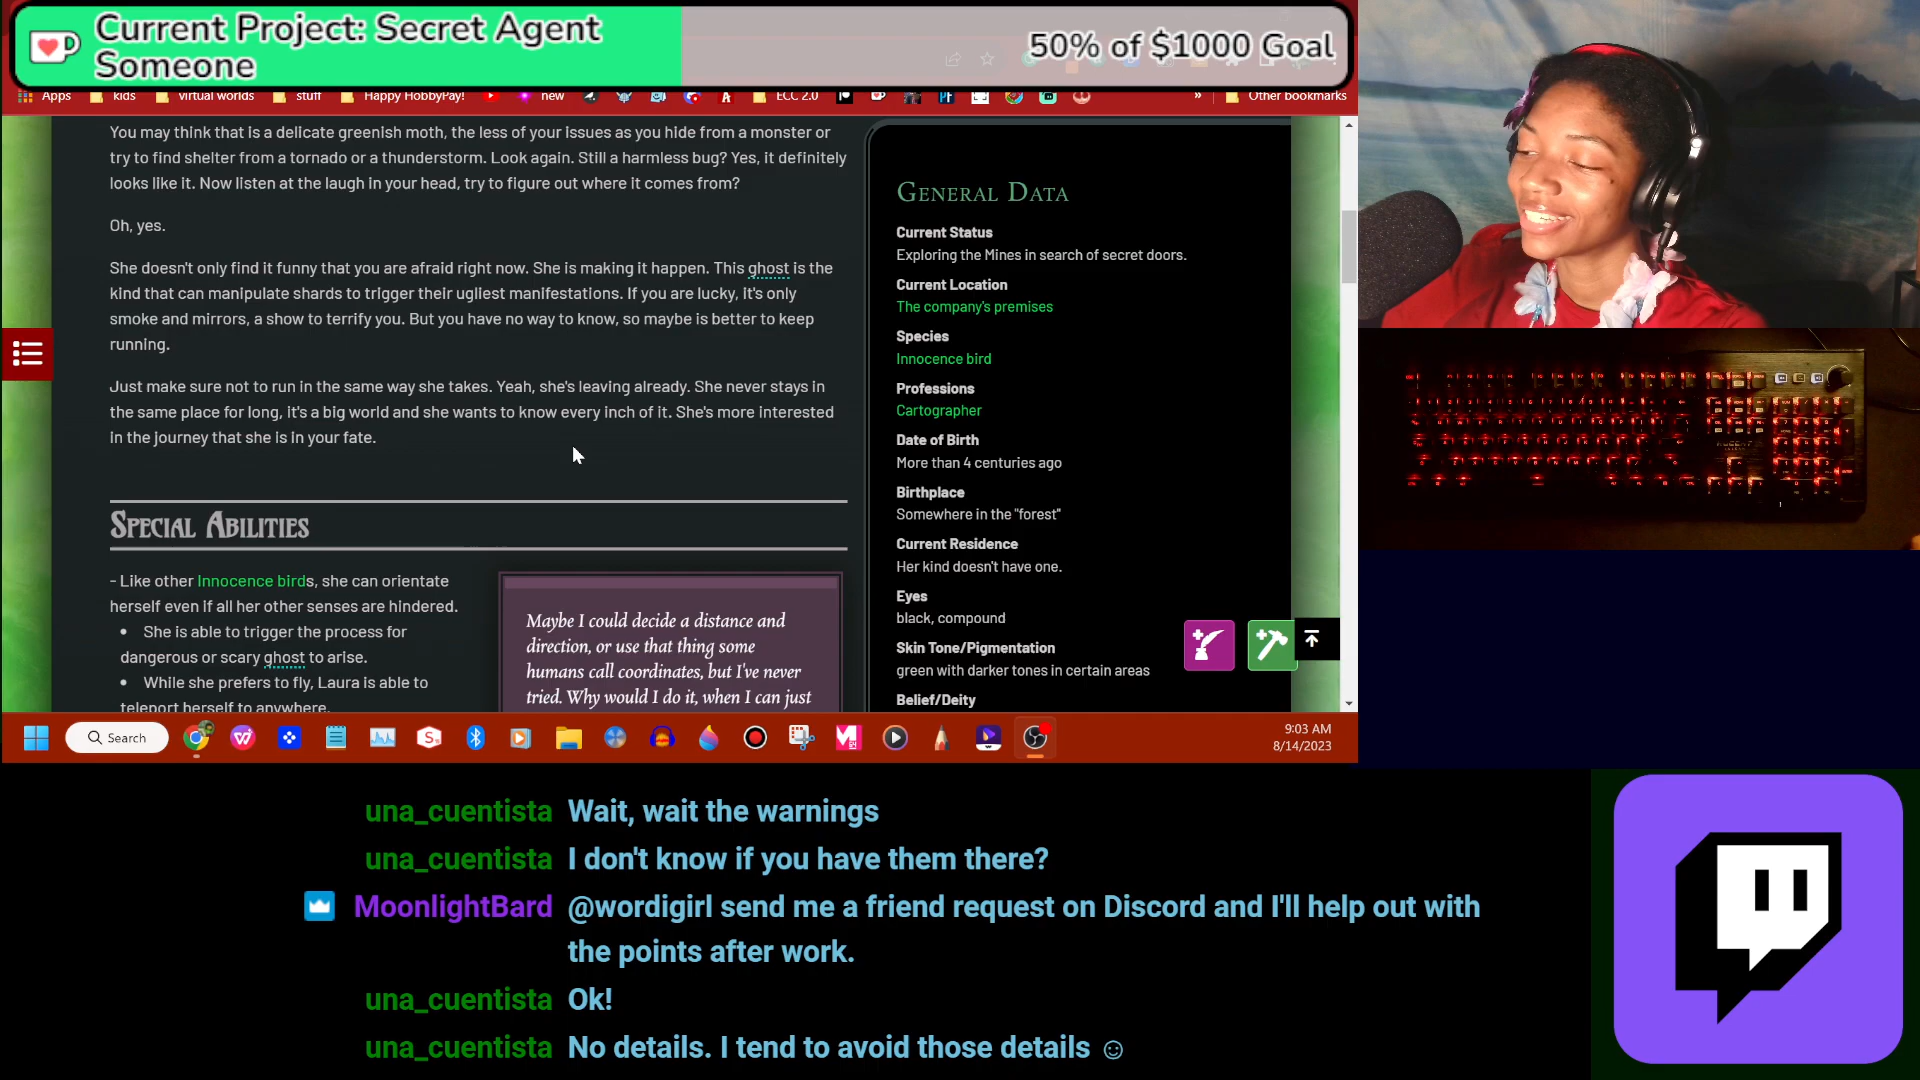 Current Project: Secret Agent
Someone
50% of $1000 Goal
Apps kids virtual worlds stuff Happy HobbyPay! new ECC 2.0 » Other bookmarks
You may think that is a delicate greenish moth, the less of your issues as you hide from a monster or
try to find shelter from a tornado or a thunderstorm. Look again. Still a harmless bug? Yes, it definitely
looks like it. Now listen at the laugh in your head, try to figure out where it comes from?
Oh, yes.
She doesn't only find it funny that you are afraid right now. She is making it happen. This ghost is the
kind that can manipulate shards to trigger their ugliest manifestations. If you are lucky, it's only
smoke and mirrors, a show to terrify you. But you have no way to know, so maybe is better to keep
running.
Just make sure not to run in the same way she takes. Yeah, she's leaving already. She never stays in
the same place for long, it's a big world and she wants to know every inch of it. She's more interested
in the journey that she is in your fate.
Special Abilities
- Like other Innocence birds, she can orientate
herself even if all her other senses are hindered.
• She is able to trigger the process for
dangerous or scary ghost to arise.
• While she prefers to fly, Laura is able to
teleport herself to anywhere.
Maybe I could decide a distance and
direction, or use that thing some
humans call coordinates, but I've never
tried. Why would I do it, when I can just
General Data
Current Status
Exploring the Mines in search of secret doors.
Current Location
The company's premises
Species
Innocence bird
Professions
Cartographer
Date of Birth
More than 4 centuries ago
Birthplace
Somewhere in the "forest"
Current Residence
Her kind doesn't have one.
Eyes
black, compound
Skin Tone/Pigmentation
green with darker tones in certain areas
Belief/Deity
Search
9:03 AM
8/14/2023
una_cuentista Wait, wait the warnings
una_cuentista I don't know if you have them there?
MoonlightBard @wordigirl send me a friend request on Discord and I'll help out with
the points after work.
una_cuentista Ok!
una_cuentista No details. I tend to avoid those details ☺